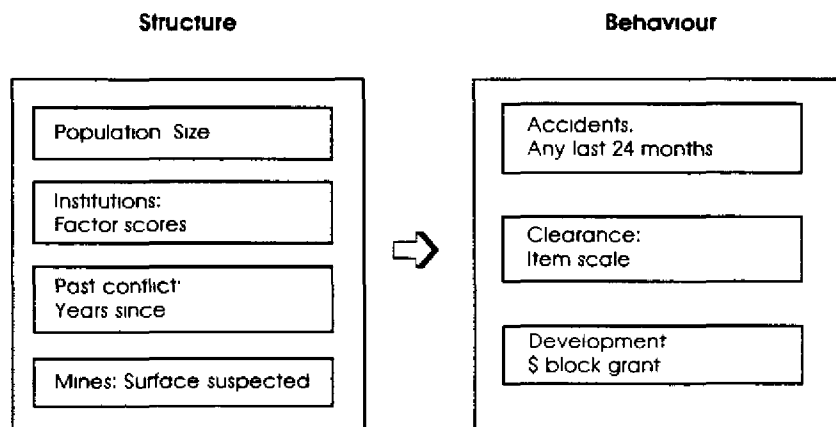 Structure
Behaviour
Population Size
Institutions:
Factor scores
Past conflict:
Years since
Mines: Surface suspected
Accidents.
Any last 24 months
Clearance:
Item scale
Development
$ block grant